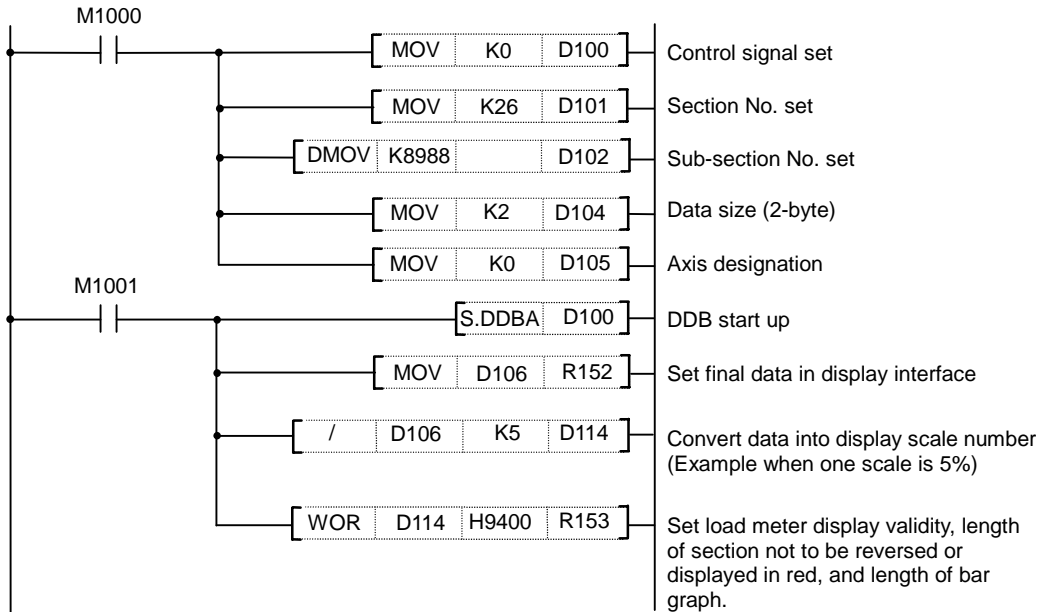 M1000
MOV K0 D100 Control signal set
MOV K26 D101 Section No. set
DMOV K8988 D102 Sub-section No. set
MOV K2 D104 Data size (2-byte)
MOV K0 D105 Axis designation
M1001
S.DDBA D100 DDB start up
MOV D106 R152 Set final data in display interface
/ D106 K5 D114 Convert data into display scale number
(Example when one scale is 5%)
WOR D114 H9400 R153 Set load meter display validity, length
of section not to be reversed or
displayed in red, and length of bar
graph.